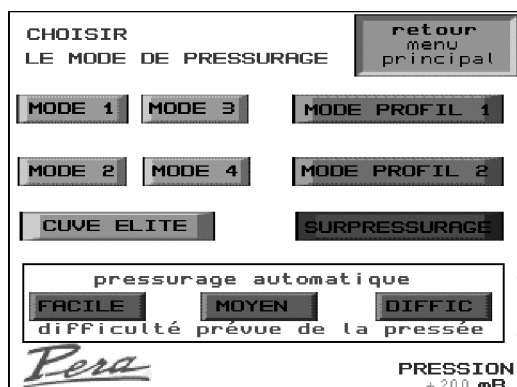 CHOISIR
LE MODE DE PRESSURAGE
retour
menu
principal
MODE 1 MODE 3 MODE PROFIL 1
MODE 2 MODE 4 MODE PROFIL 2
CUVE ELITE SURPRESSURAGE
pressurage automatique
FACILE MOYEN DIFFIC
difficulté prévue de la pressée
Pera
PRESSION
+200 mB